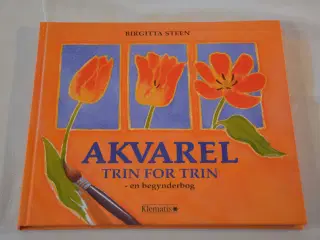 BIRGITTA STEEN
AKVAREL
TRIN FOR TRIN
- en begynderbog
Klematis